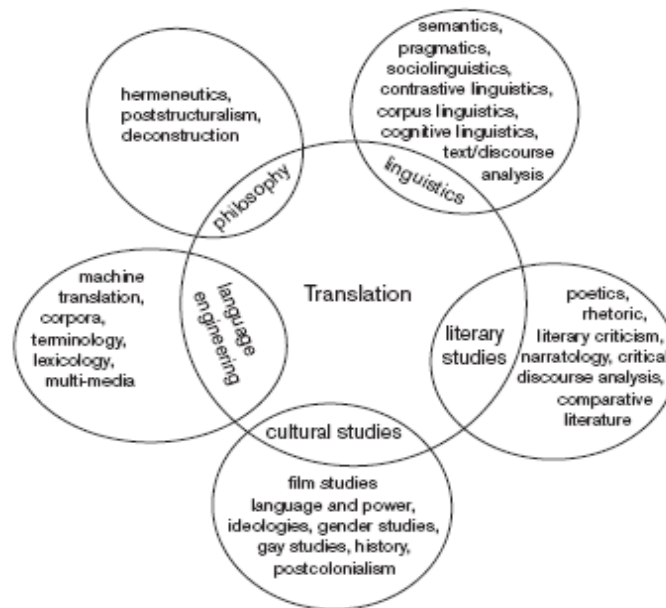 semantics,
pragmatics,
sociolinguistics,
contrastive linguistics,
corpus linguistics,
cognitive linguistics,
text/discourse
analysis
linguistics
hermeneutics,
poststructuralism,
deconstruction
philosophy
Translation
machine
translation,
corpora,
terminology,
lexicology,
multi-media
language
engineering
literary
studies
poetics,
rhetoric,
literary criticism,
narratology, critical
discourse analysis,
comparative
literature
cultural studies
film studies
language and power,
ideologies, gender studies,
gay studies, history,
postcolonialism